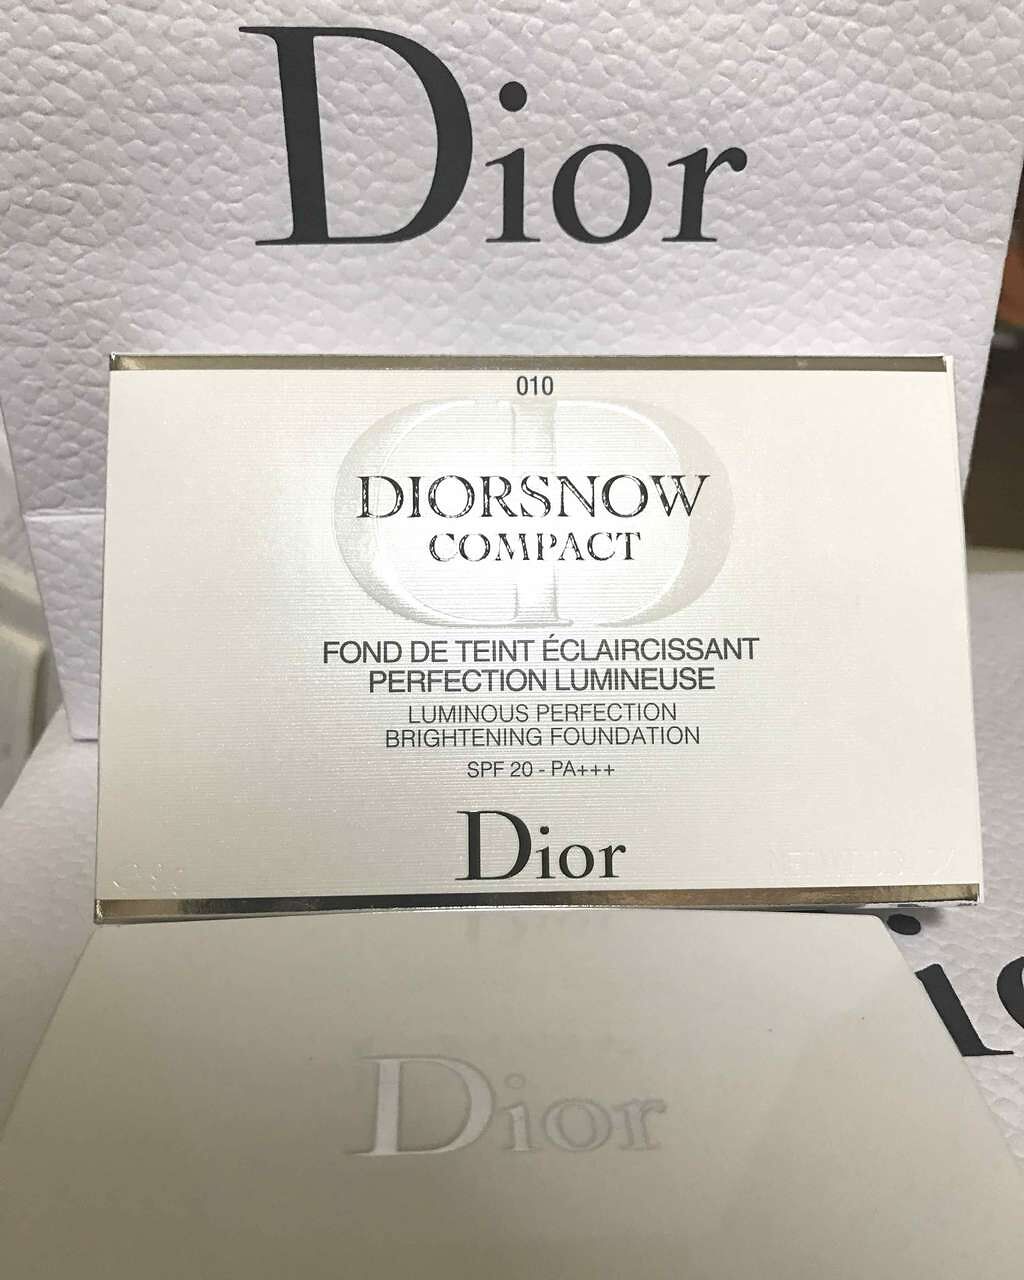 Dior
010
DIORSNOW
COMPACT
FOND DE TEINT ÉCLAIRCISSANT
PERFECTION LUMINEUSE
LUMINOUS PERFECTION
BRIGHTENING FOUNDATION
SPF 20 - PA+++
Dior
Dior